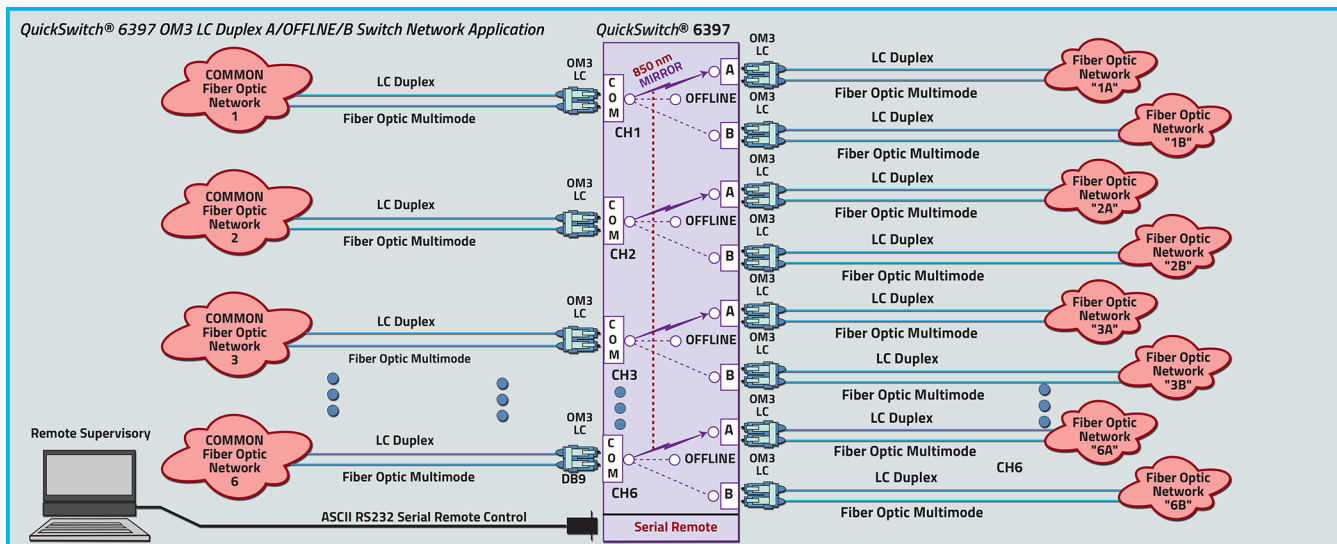 QuickSwitch® 6397 OM3 LC Duplex A/OFFLNE/B Switch Network Application
QuickSwitch® 6397
COMMON
Fiber Optic
Network
1
LC Duplex
Fiber Optic Multimode
OM3
LC
COM
CH1
850 nm
MIRROR
A
OFFLINE
B
OM3
LC
LC Duplex
Fiber Optic Multimode
Fiber Optic
Network
"1A"
OM3
LC
LC Duplex
Fiber Optic Multimode
Fiber Optic
Network
"1B"
COMMON
Fiber Optic
Network
2
LC Duplex
Fiber Optic Multimode
OM3
LC
COM
CH2
A
OFFLINE
B
OM3
LC
LC Duplex
Fiber Optic Multimode
Fiber Optic
Network
"2A"
OM3
LC
LC Duplex
Fiber Optic Multimode
Fiber Optic
Network
"2B"
COMMON
Fiber Optic
Network
3
LC Duplex
Fiber Optic Multimode
OM3
LC
COM
CH3
A
OFFLINE
B
OM3
LC
LC Duplex
Fiber Optic Multimode
Fiber Optic
Network
"3A"
OM3
LC
LC Duplex
Fiber Optic Multimode
Fiber Optic
Network
"3B"
COMMON
Fiber Optic
Network
6
LC Duplex
Fiber Optic Multimode
OM3
LC
DB9
COM
CH6
A
OFFLINE
B
OM3
LC
LC Duplex
Fiber Optic Multimode
Fiber Optic
Network
"6A"
CH6
OM3
LC
LC Duplex
Fiber Optic Multimode
Fiber Optic
Network
"6B"
Remote Supervisory
ASCII RS232 Serial Remote Control
Serial Remote